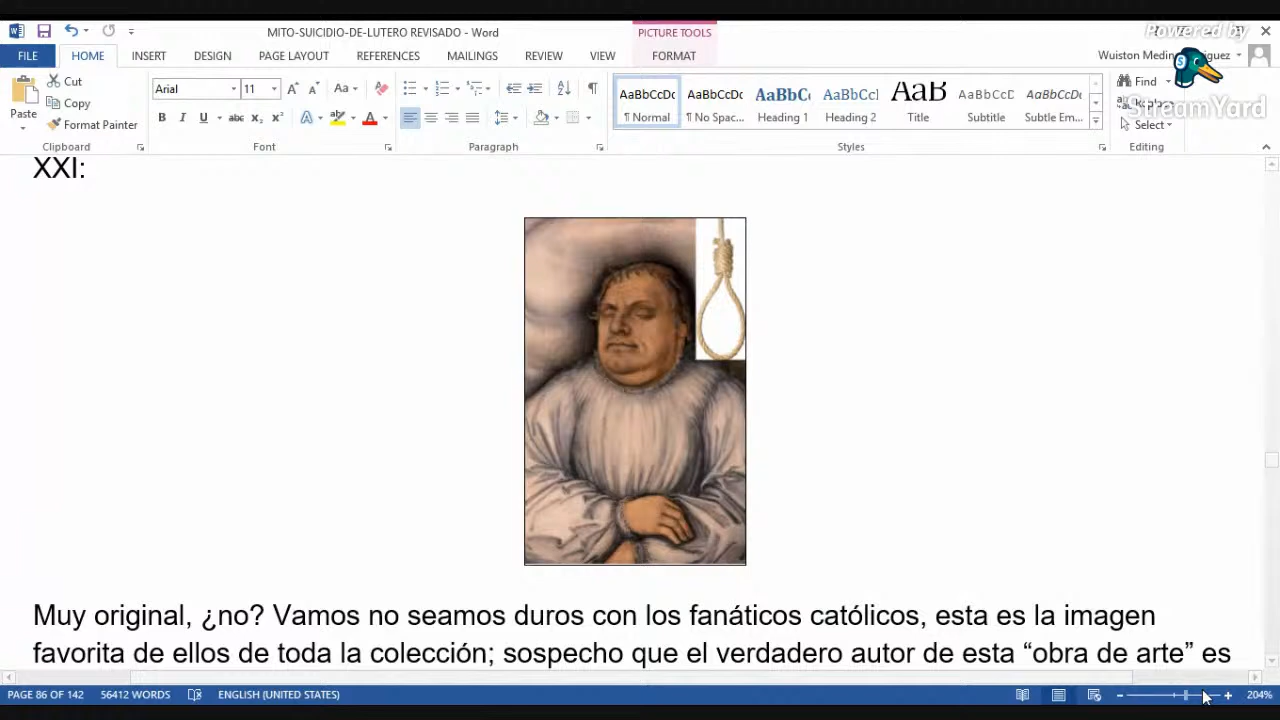 MITO-SUICIDIO-DE-LUTERO REVISADO - Word
PICTURE TOOLS
Powered by
FILE HOME INSERT DESIGN PAGE LAYOUT REFERENCES MAILINGS REVIEW VIEW FORMAT
StreamYard
Paste
Cut
Copy
Format Painter
Clipboard
Arial 11
Font
Paragraph
AaBbCcDc AaBbCcDc AaBbC AaBbCcl AaB AaBbCcD AaBbCcDc
¶ Normal ¶ No Spac... Heading 1 Heading 2 Title Subtitle Subtle Em...
Styles
Find
Select
Editing
XXI:
Muy original, ¿no? Vamos no seamos duros con los fanáticos católicos, esta es la imagen
favorita de ellos de toda la colección; sospecho que el verdadero autor de esta “obra de arte” es
PAGE 86 OF 142 56412 WORDS ENGLISH (UNITED STATES) 204%